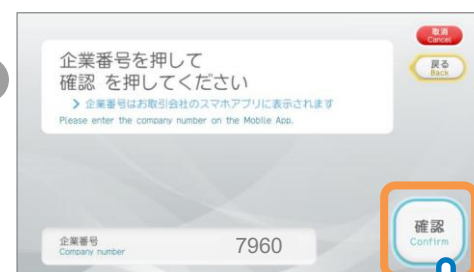 取消
Cancel
企業番号を押して
確認 を押してください
戻る
Back
> 企業番号はお取引会社のスマホアプリに表示されます
Please enter the company number on the Mobile App.
企業番号
Company number
7960
確認
Confirm